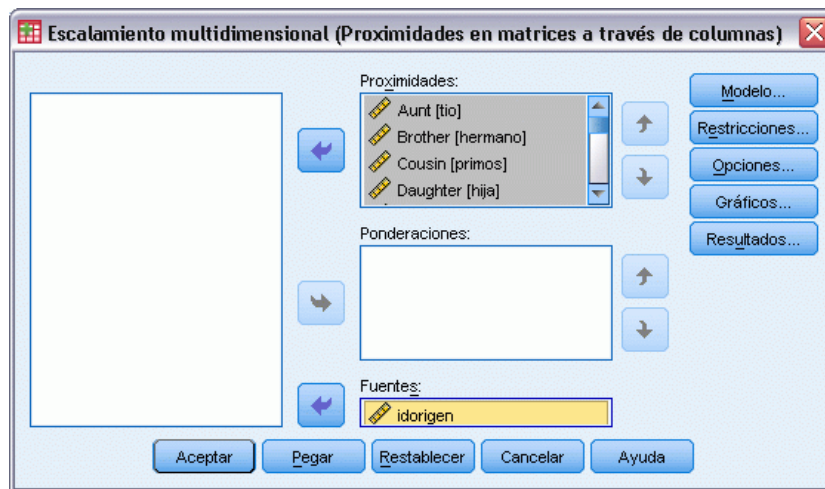 Escalamiento multidimensional (Proximidades en matrices a través de columnas)
Proximidades:
Aunt [tio]
Brother [hermano]
Cousin [primos]
Daughter [hija]
Ponderaciones:
Fuentes:
idorigen
Modelo...
Restricciones...
Opciones...
Gráficos...
Resultados...
Aceptar
Pegar
Restablecer
Cancelar
Ayuda